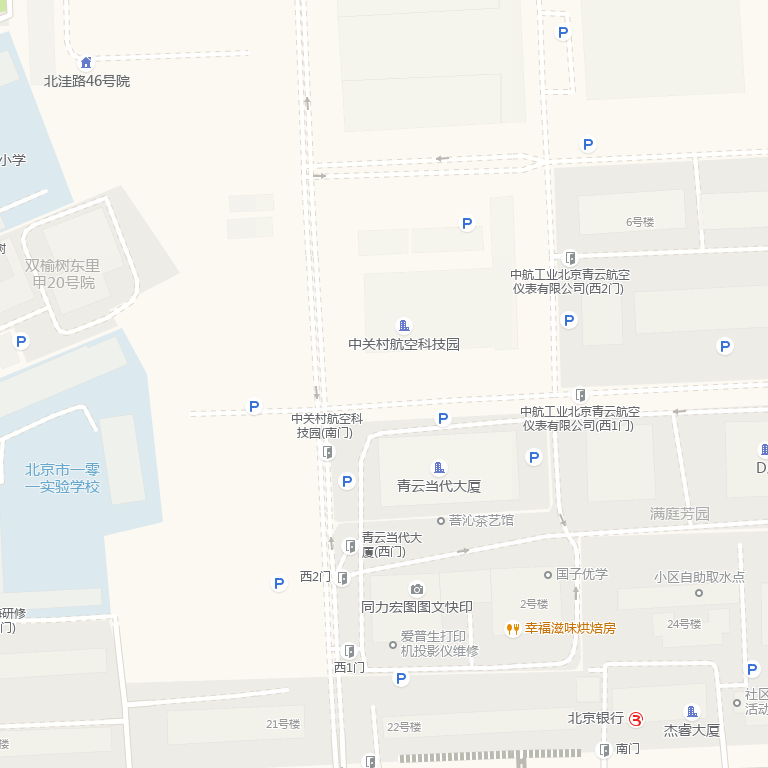 P
北洼路46号院
P
小学
P
6号楼
双榆树东里
甲20号院
中航工业北京青云航空
仪表有限公司(西2门)
P
P
中关村航空科技园
P
P
P
中关村航空科
技园(南门)
P
中航工业北京青云航空
仪表有限公司(西1门)
北京市一零
一实验学校
P
青云当代大厦
P
D
菩沁茶艺馆
满庭芳园
青云当代大
厦(西门)
西2门
P
国子优学
小区自助取水点
同力宏图图文快印
2号楼
研修
门)
幸福滋味烘焙房
24号楼
爱普生打印
机投影仪维修
西1门
P
P
社区
活动
21号楼
22号楼
北京银行
杰睿大厦
南门
楼